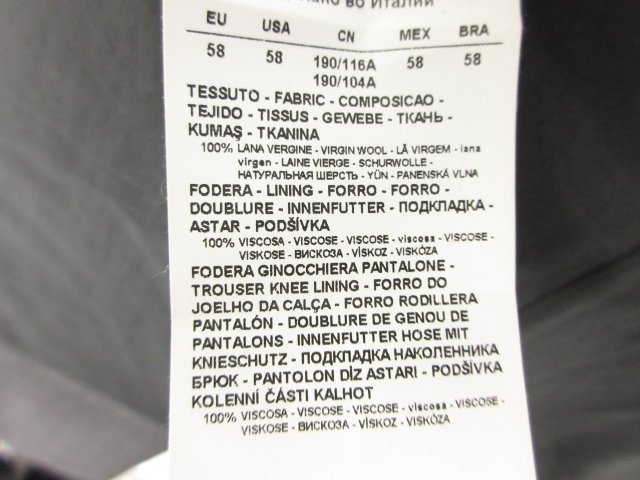 во Италии
EU USA CN MEX BRA
58 58 190/116A 58 58
190/104A
TESSUTO - FABRIC - COMPOSICAO -
TEJIDO - TISSUS - GEWEBE - ТКАНЬ -
KUMAŞ - TKANINA
100% LANA VERGINE - VIRGIN WOOL - LÃ VIRGEM - lana
virgen - LAINE VIERGE - SCHURWOLLE -
НАТУРАЛЬНАЯ ШЕРСТЬ - YÜN - PANENSKÁ VLNA
FODERA - LINING - FORRO - FORRO -
DOUBLURE - INNENFUTTER - ПОДКЛАДКА -
ASTAR - PODŠÍVKA
100% VISCOSA - VISCOSE - VISCOSE - viscosa - VISCOSE -
VISKOSE - ВИСКОЗА - VİSKOZ - VISKÓZA
FODERA GINOCCHIERA PANTALONE -
TROUSER KNEE LINING - FORRO DO
JOELHO DA CALÇA - FORRO RODILLERA
PANTALÓN - DOUBLURE DE GENOU DE
PANTALONS - INNENFUTTER HOSE MIT
KNIESCHUTZ - ПОДКЛАДКА НАКОЛЕННИКА
БРЮК - PANTOLON DİZ ASTARI - PODŠÍVKA
KOLENNÍ ČÁSTI KALHOT
100% VISCOSA - VISCOSE - VISCOSE - viscosa - VISCOSE -
VISKOSE - ВИСКОЗА - VİSKOZ - VISKÓZA